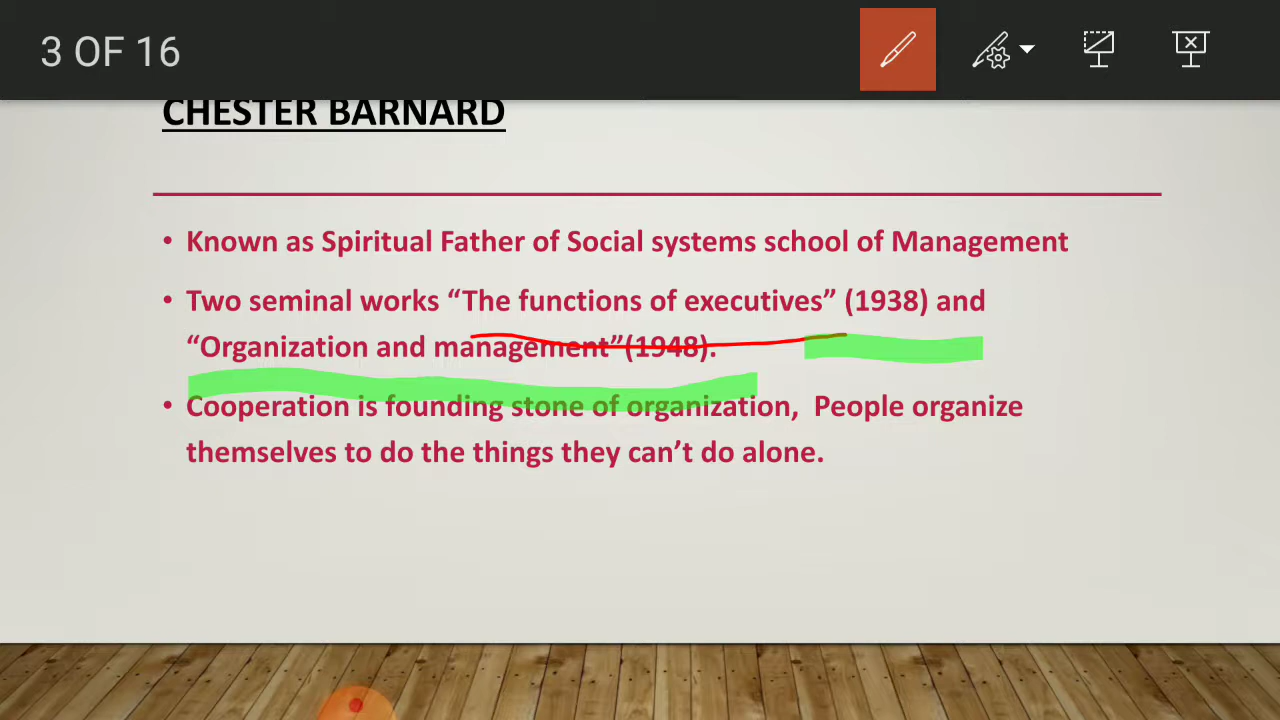 3 OF 16
CHESTER BARNARD
• Known as Spiritual Father of Social systems school of Management
• Two seminal works “The functions of executives” (1938) and
“Organization and management”(1948).
• Cooperation is founding stone of organization,  People organize
themselves to do the things they can’t do alone.